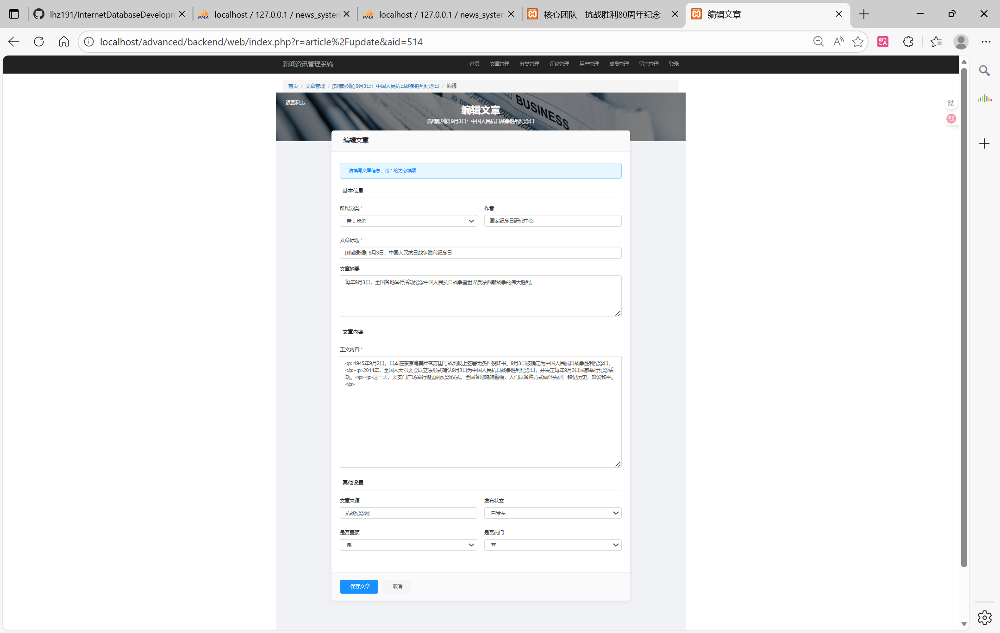 lhz191/InternetDatabaseDevelopn
localhost / 127.0.0.1 / news_system
localhost / 127.0.0.1 / news_system
核心团队 - 抗战胜利80周年纪念
编辑文章
localhost/advanced/backend/web/index.php?r=article%2Fupdate&aid=514
新闻资讯管理系统 首页 文章管理 分类管理 评论管理 用户管理 成员管理 留言管理 登录
首页 / 文章管理 / [珍藏影像] 9月3日：中国人民抗日战争胜利纪念日 / 编辑
返回列表
BUSINESS
编辑文章
[珍藏影像] 9月3日：中国人民抗日战争胜利纪念日
编辑文章
请填写文章信息，带 * 的为必填项
基本信息
所属分类 * 作者
重大战役 国家纪念日研究中心
文章标题 *
[珍藏影像] 9月3日：中国人民抗日战争胜利纪念日
文章摘要
每年9月3日，全国各地举行活动纪念中国人民抗日战争暨世界反法西斯战争的伟大胜利。
文章内容
正文内容 *
<p>1945年9月2日，日本在东京湾美军密苏里号战列舰上签署无条件投降书。9月3日被确定为中国人民抗日战争胜利纪念日。
</p><p>2014年，全国人大常委会以立法形式确认9月3日为中国人民抗日战争胜利纪念日，并决定每年9月3日国家举行纪念活
动。</p><p>这一天，天安门广场举行隆重的纪念仪式，全国各地鸣响警报，人们以各种方式缅怀先烈、铭记历史、珍爱和平。
</p>
其他设置
文章来源 发布状态
抗战纪念网 已发布
是否置顶 是否热门
是 否
保存文章 取消